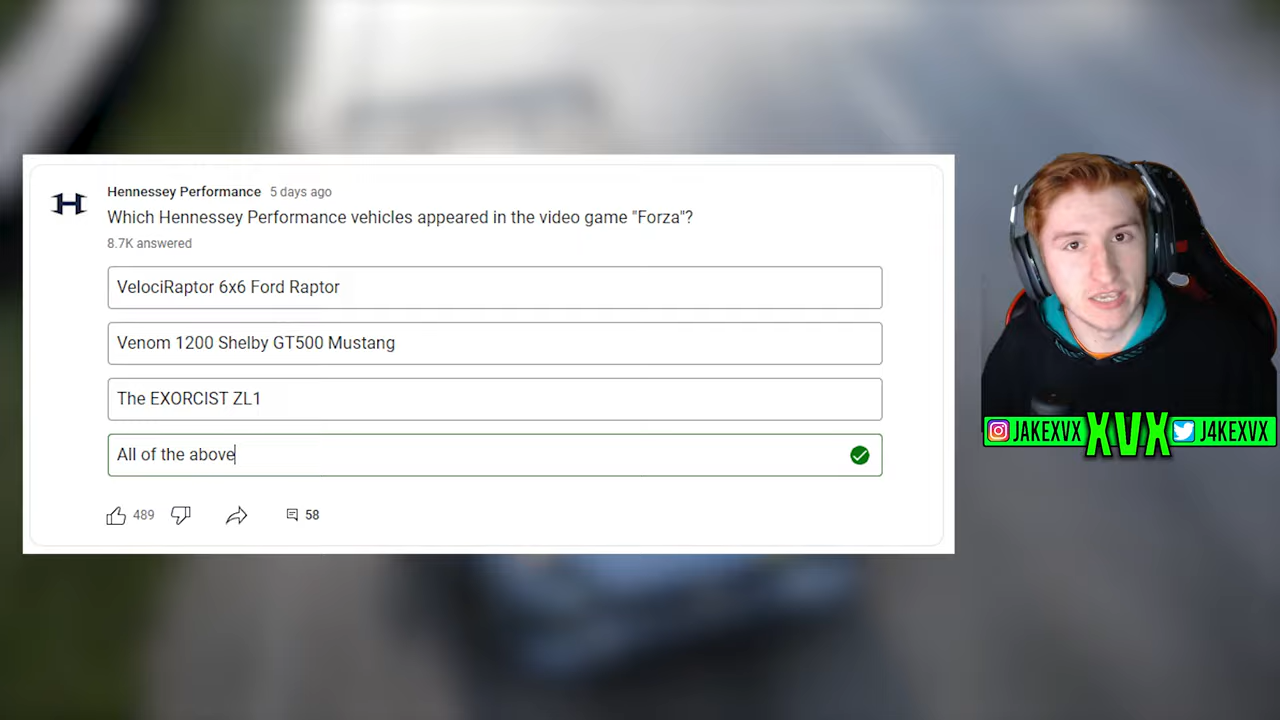 Hennessey Performance 5 days ago
Which Hennessey Performance vehicles appeared in the video game "Forza"?
8.7K answered
VelociRaptor 6x6 Ford Raptor
Venom 1200 Shelby GT500 Mustang
The EXORCIST ZL1
All of the above
489 58
JAKEXVX XVX J4KEXVX